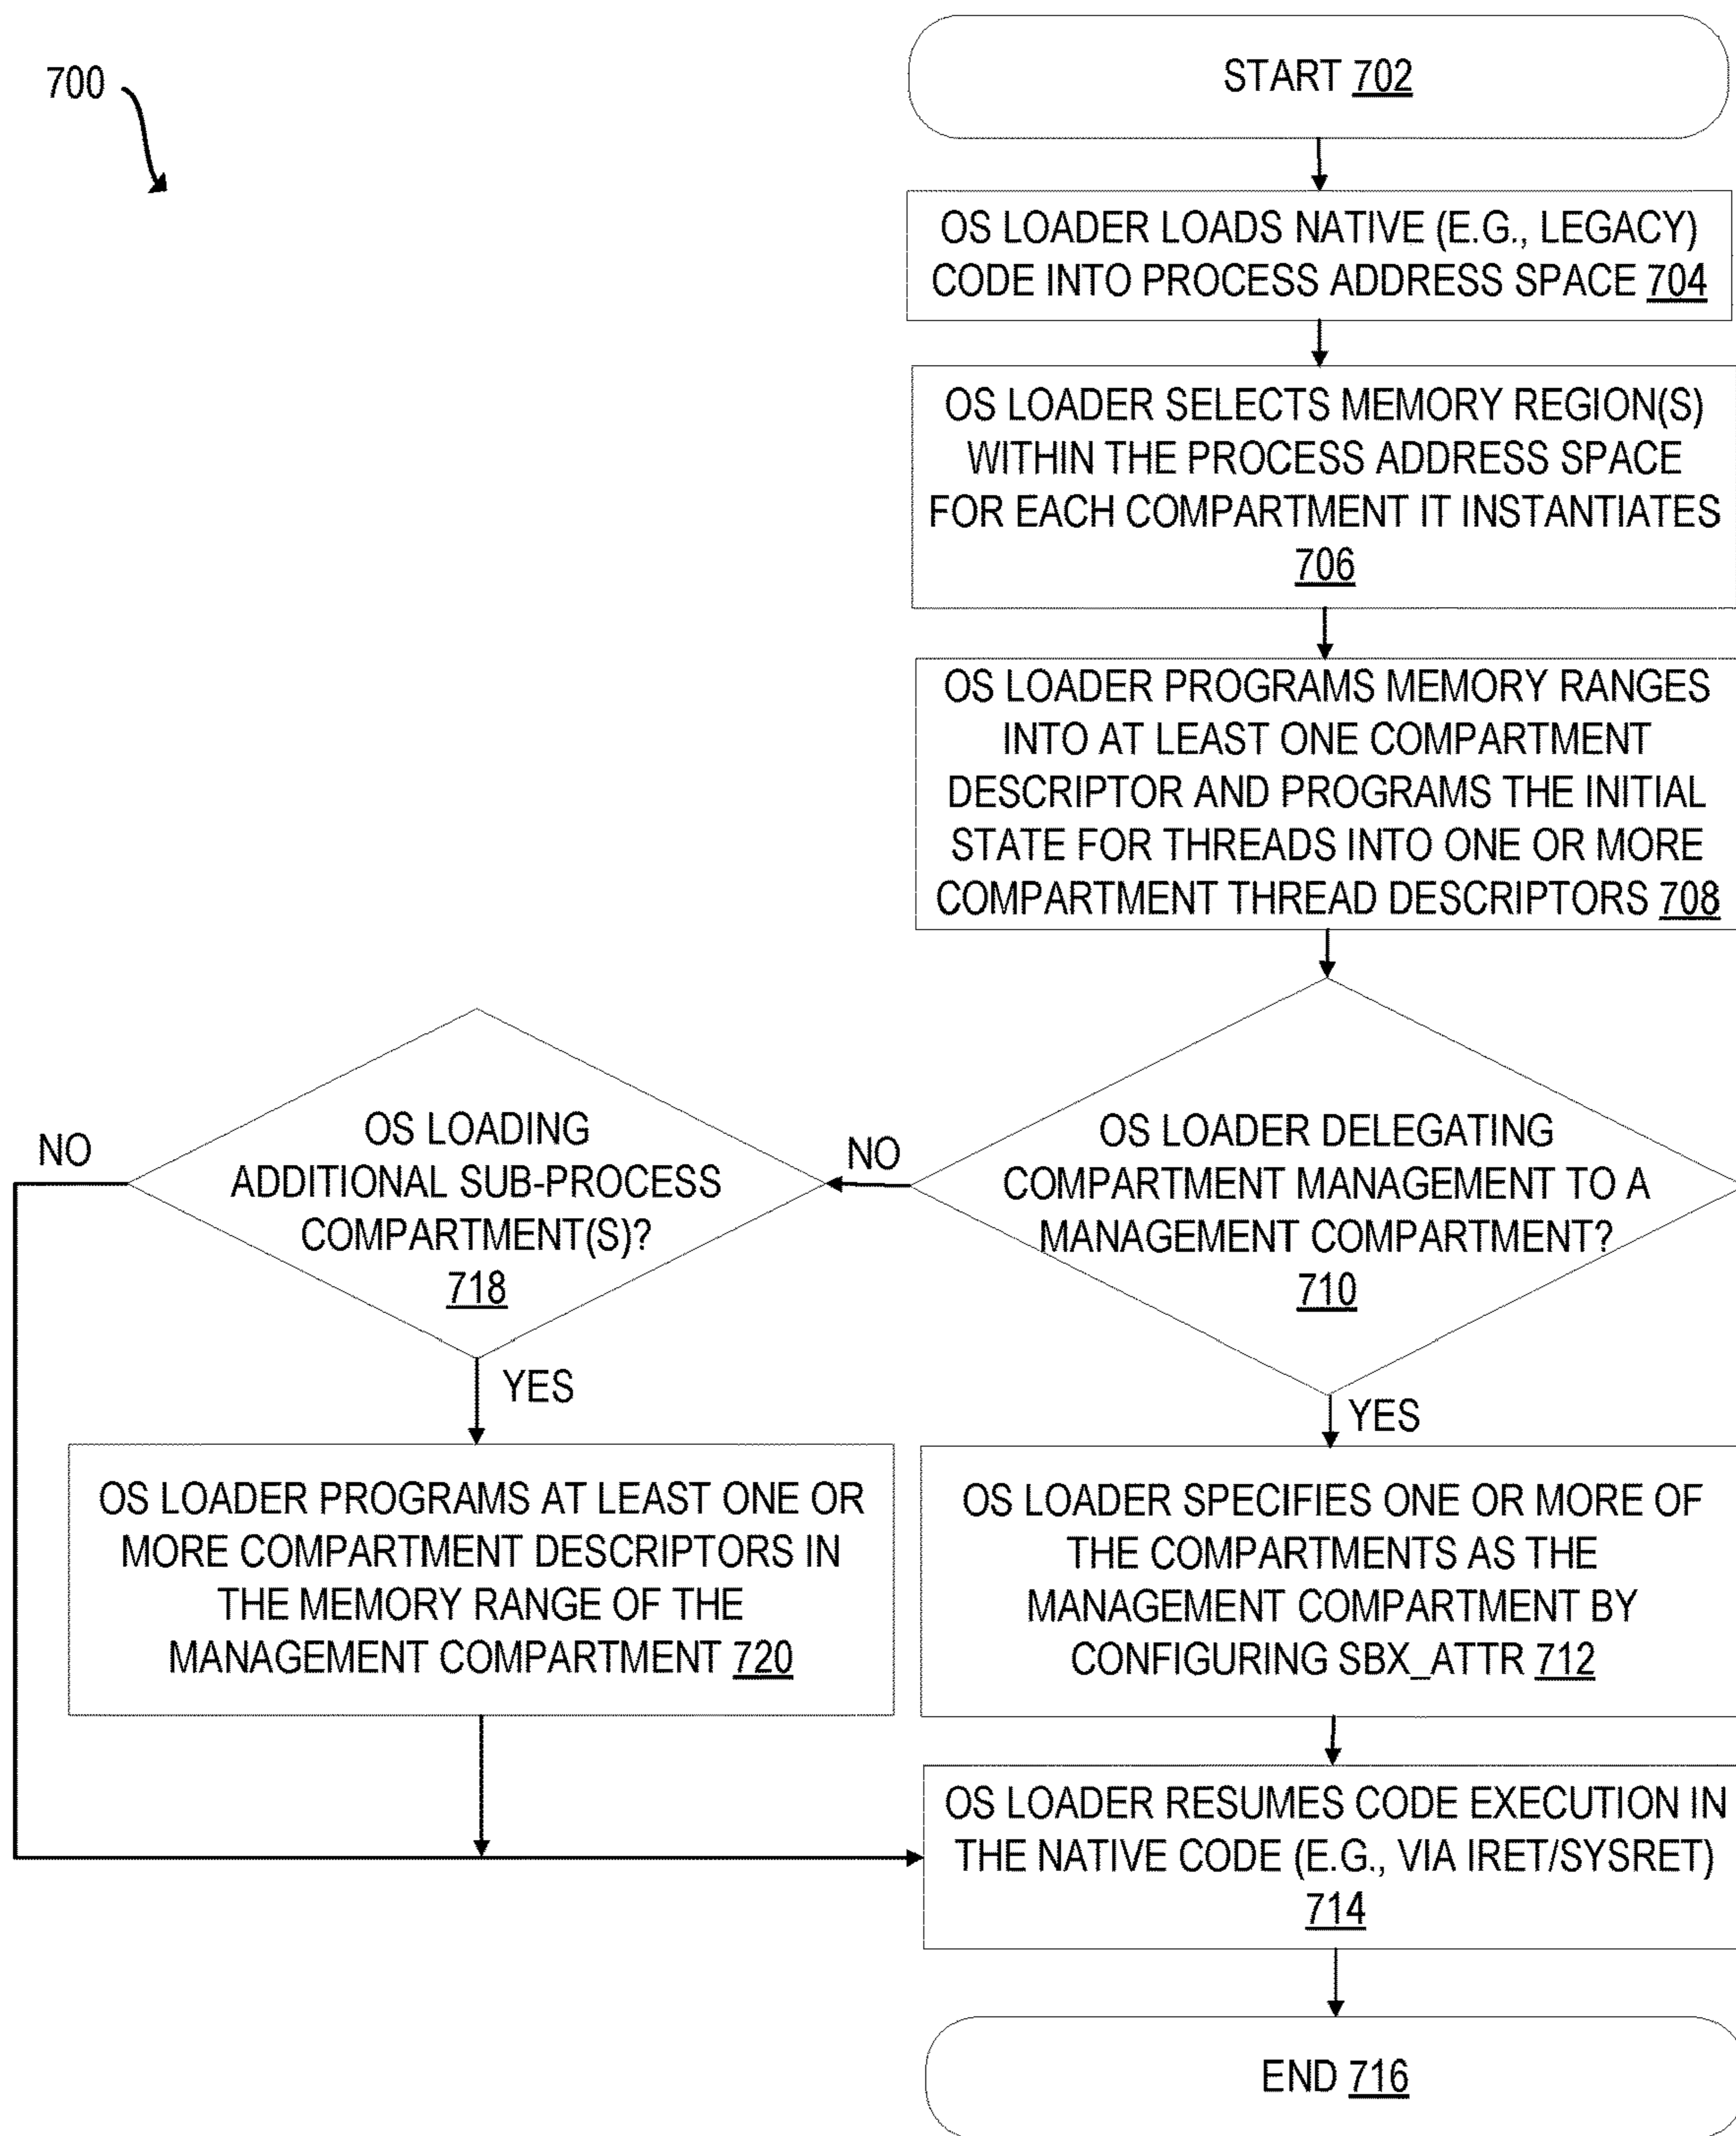 700
START 702
OS LOADER LOADS NATIVE (E.G., LEGACY)
CODE INTO PROCESS ADDRESS SPACE 704
OS LOADER SELECTS MEMORY REGION(S)
WITHIN THE PROCESS ADDRESS SPACE
FOR EACH COMPARTMENT IT INSTANTIATES
706
OS LOADER PROGRAMS MEMORY RANGES
INTO AT LEAST ONE COMPARTMENT
DESCRIPTOR AND PROGRAMS THE INITIAL
STATE FOR THREADS INTO ONE OR MORE
COMPARTMENT THREAD DESCRIPTORS 708
OS LOADER DELEGATING
COMPARTMENT MANAGEMENT TO A
MANAGEMENT COMPARTMENT?
710
NO
OS LOADING
ADDITIONAL SUB-PROCESS
COMPARTMENT(S)?
718
NO
YES
YES
OS LOADER PROGRAMS AT LEAST ONE OR
MORE COMPARTMENT DESCRIPTORS IN
THE MEMORY RANGE OF THE
MANAGEMENT COMPARTMENT 720
OS LOADER SPECIFIES ONE OR MORE OF
THE COMPARTMENTS AS THE
MANAGEMENT COMPARTMENT BY
CONFIGURING SBX_ATTR 712
OS LOADER RESUMES CODE EXECUTION IN
THE NATIVE CODE (E.G., VIA IRET/SYSRET)
714
END 716